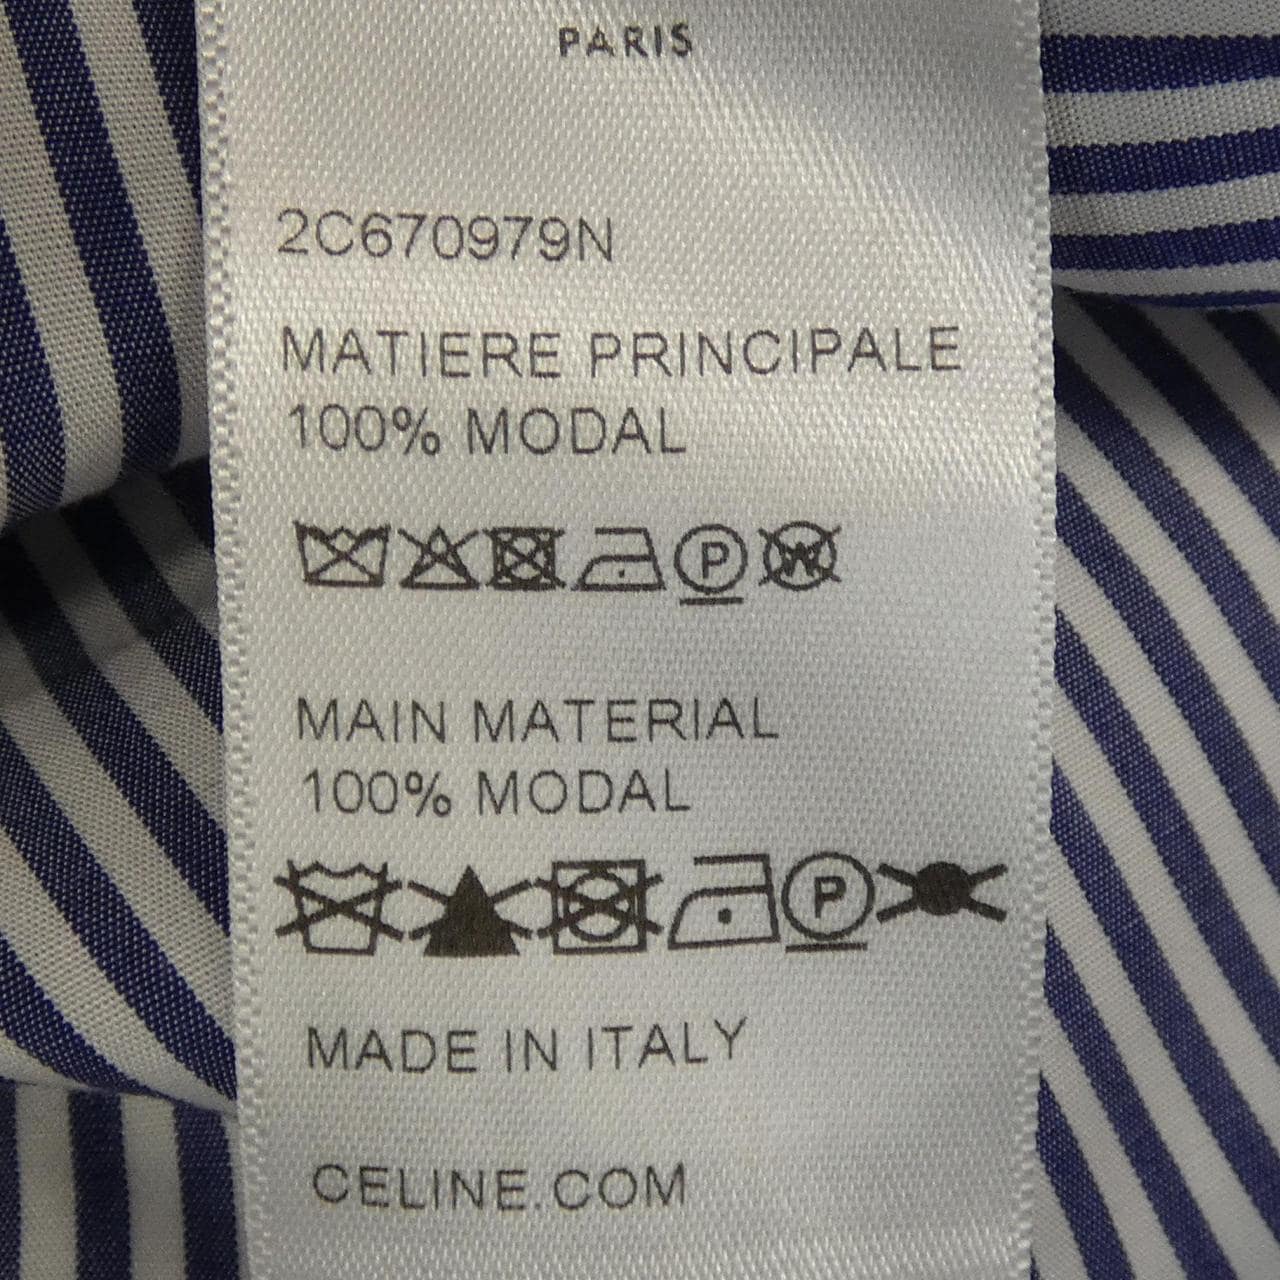 PARIS
2C670979N
MATIERE PRINCIPALE
100% MODAL
P W
MAIN MATERIAL
100% MODAL
P
MADE IN ITALY
CELINE.COM